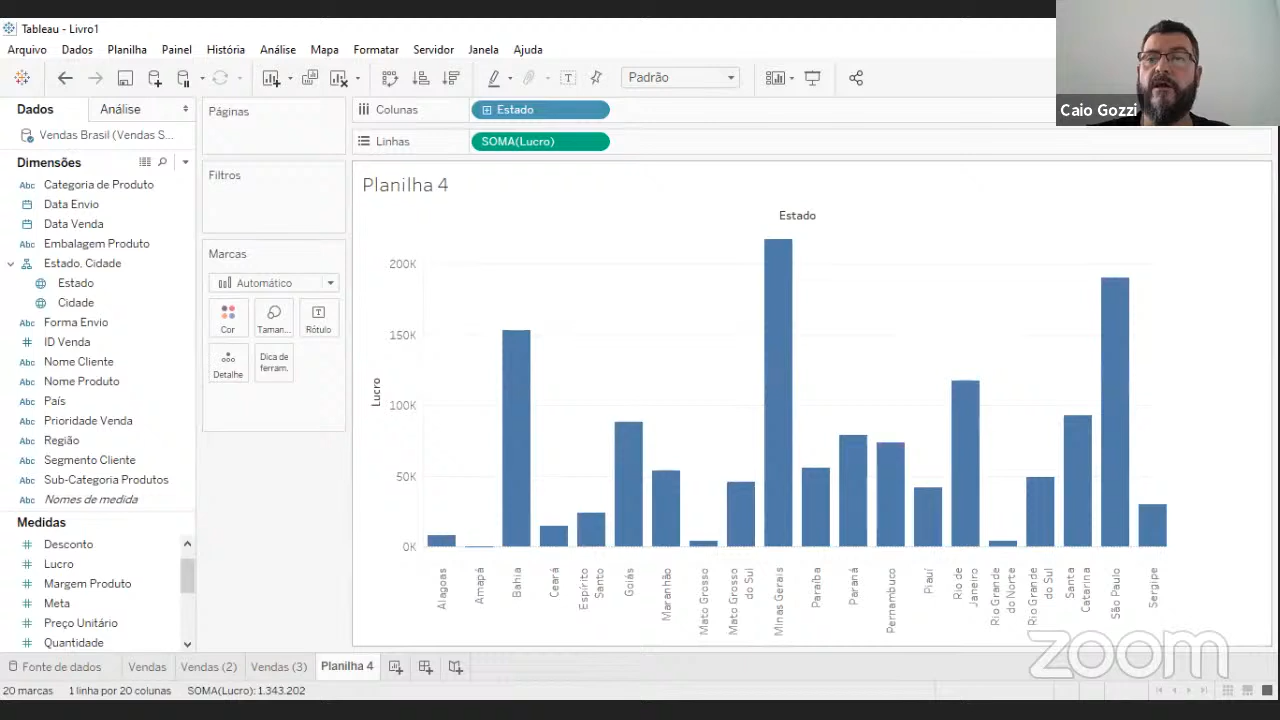 Tableau - Livro1
Arquivo Dados Planilha Painel História Análise Mapa Formatar Servidor Janela Ajuda
Padrão
Caio Gozzi
Dados Análise
Vendas Brasil (Vendas S...
Dimensões
Categoria de Produto
Data Envio
Data Venda
Embalagem Produto
Estado, Cidade
Estado
Cidade
Forma Envio
ID Venda
Nome Cliente
Nome Produto
País
Prioridade Venda
Região
Segmento Cliente
Sub-Categoria Produtos
Nomes de medida
Medidas
Desconto
Lucro
Margem Produto
Meta
Preço Unitário
Quantidade
Páginas
Filtros
Marcas
Automático
Cor Taman... Rótulo
Detalhe Dica de ferram.
Colunas Estado
Linhas SOMA(Lucro)
Planilha 4
Estado
Lucro
200K
150K
100K
50K
0K
Alagoas
Amapá
Bahia
Ceará
Espírito Santo
Goiás
Maranhão
Mato Grosso
Mato Grosso do Sul
Minas Gerais
Paraíba
Paraná
Pernambuco
Piauí
Rio de Janeiro
Rio Grande do Norte
Rio Grande do Sul
Santa Catarina
São Paulo
Sergipe
zoom
Fonte de dados Vendas Vendas (2) Vendas (3) Planilha 4
20 marcas 1 linha por 20 colunas SOMA(Lucro): 1.343.202